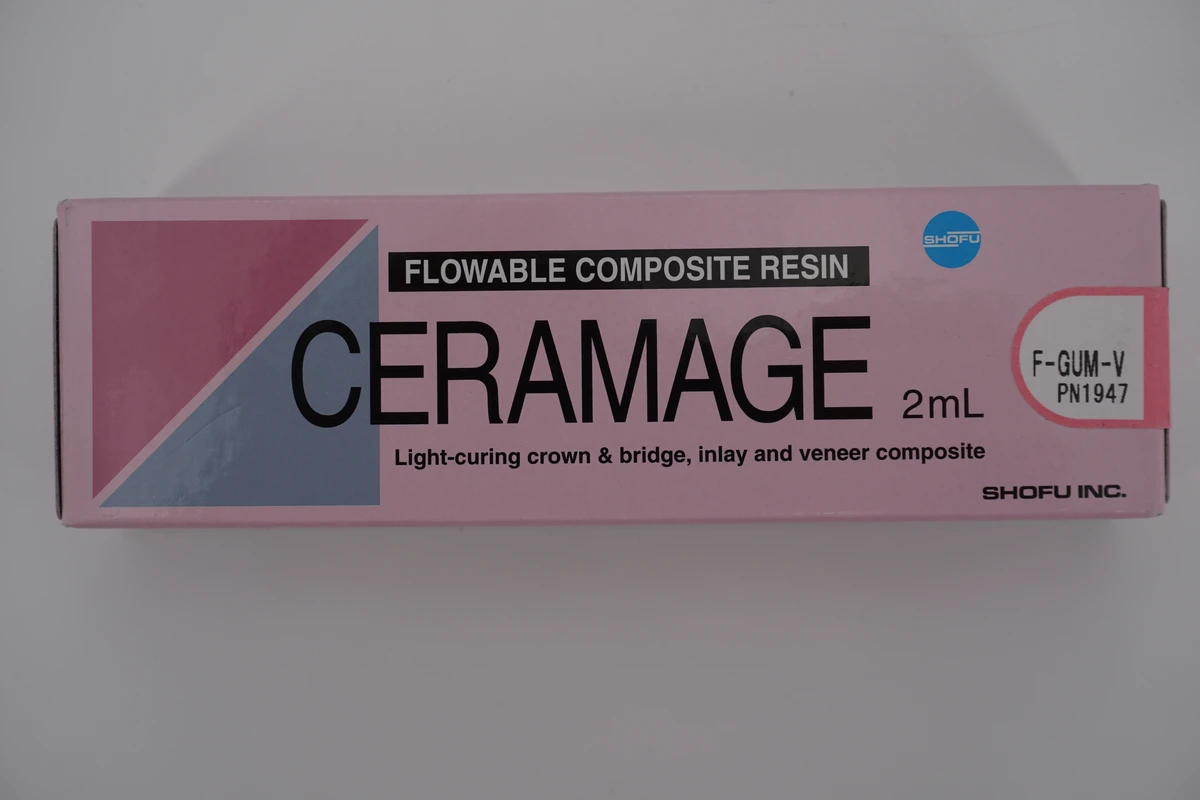 SHOFU
FLOWABLE COMPOSITE RESIN
CERAMAGE 2mL
F-GUM-V
PN1947
Light-curing crown & bridge, inlay and veneer composite
SHOFU INC.